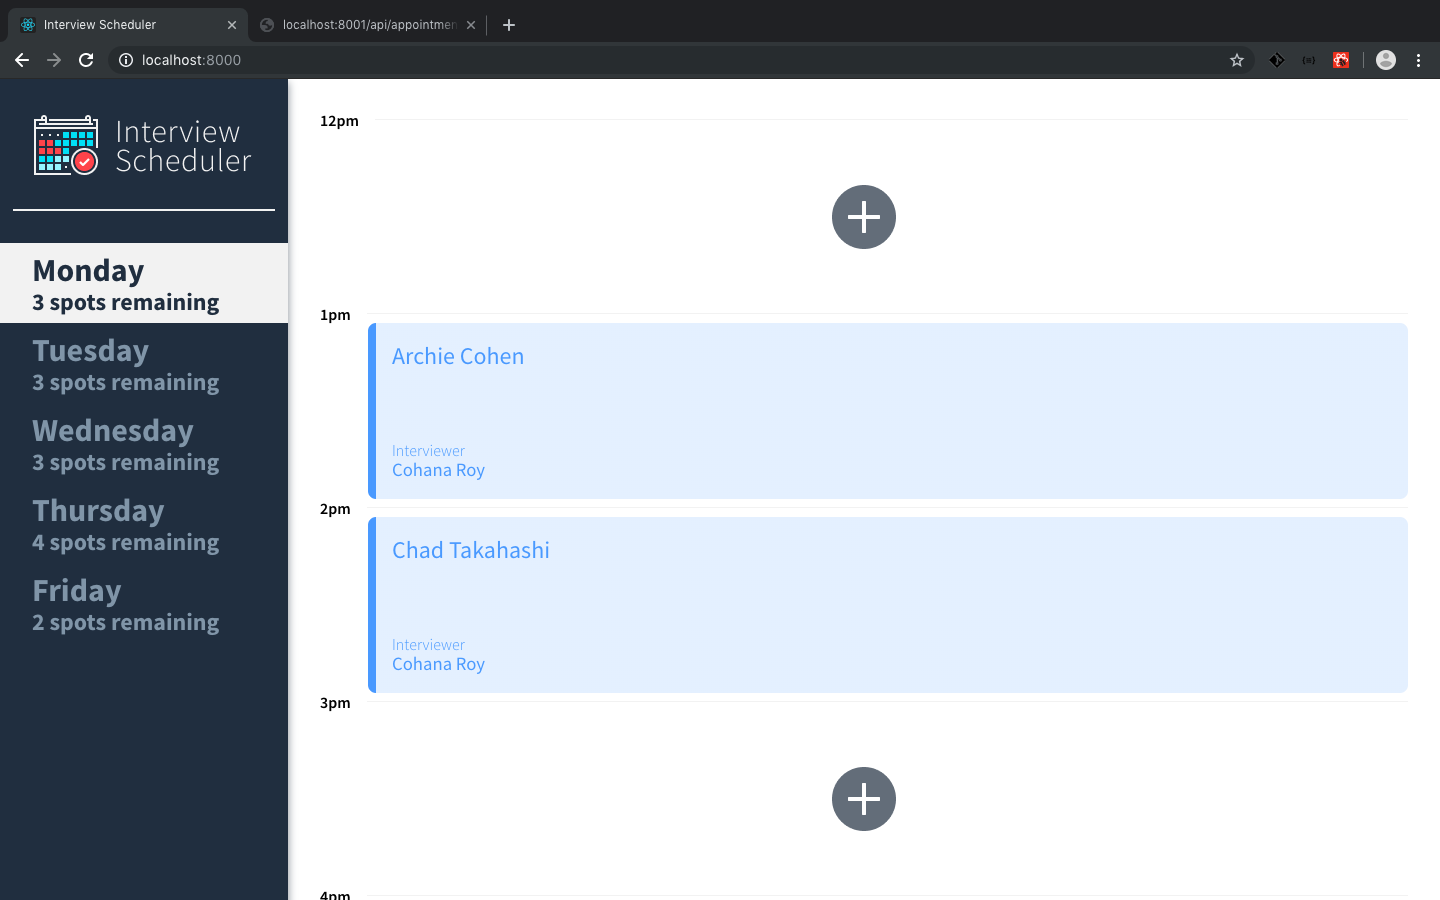 Interview Scheduler
localhost:8001/api/appointmen
localhost:8000
Interview
Scheduler
Monday
3 spots remaining
Tuesday
3 spots remaining
Wednesday
3 spots remaining
Thursday
4 spots remaining
Friday
2 spots remaining
12pm
1pm
Archie Cohen
Interviewer
Cohana Roy
2pm
Chad Takahashi
Interviewer
Cohana Roy
3pm
4pm